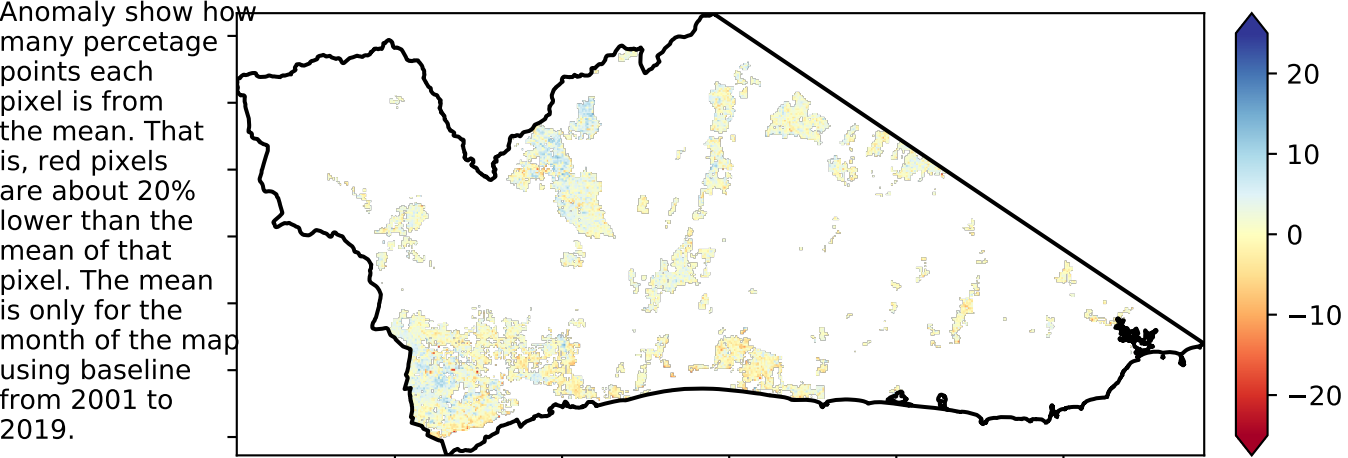 Anomaly show how
many percetage
points each
pixel is from
the mean. That
is, red pixels
are about 20%
lower than the
mean of that
pixel. The mean
is only for the
month of the map
using baseline
from 2001 to
2019.
20
10
0
−10
−20